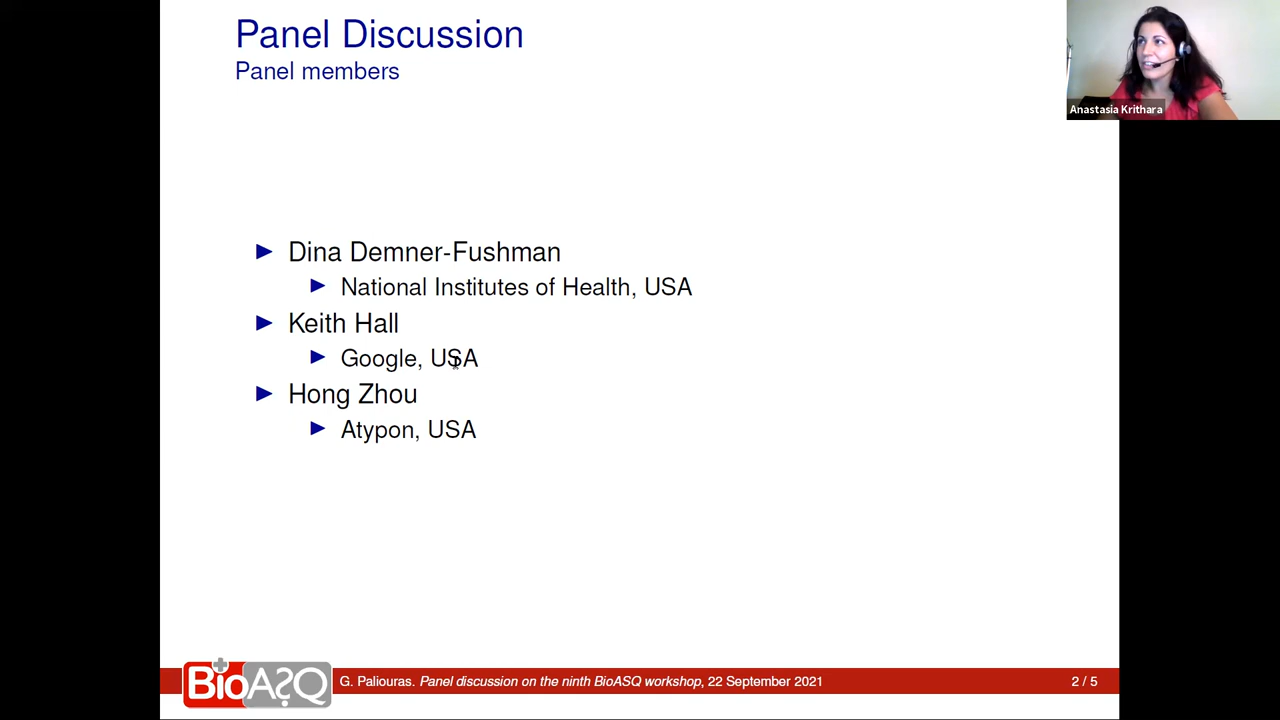 Panel Discussion
Panel members
Anastasia Krithara
Dina Demner-Fushman
National Institutes of Health, USA
Keith Hall
Google, USA
Hong Zhou
Atypon, USA
BioASQ
G. Paliouras. Panel discussion on the ninth BioASQ workshop, 22 September 2021
2 / 5